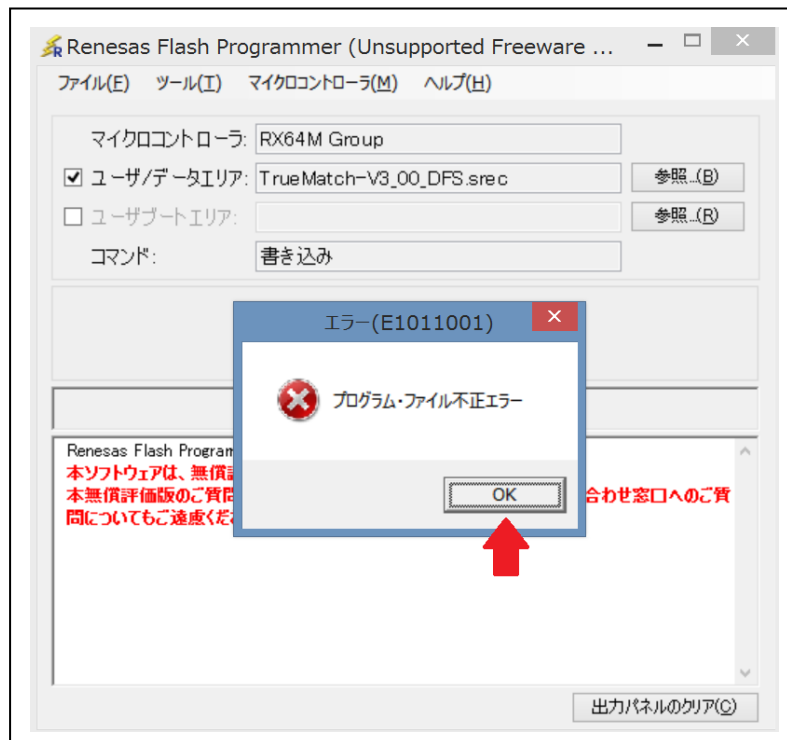 Renesas Flash Programmer (Unsupported Freeware ...
ファイル(F) ツール(T) マイクロコントローラ(M) ヘルプ(H)
マイクロコントローラ: RX64M Group
ユーザ/データエリア: TrueMatch-V3_00_DFS.srec 参照...(B)
ユーザブートエリア: 参照...(R)
コマンド: 書き込み
エラー(E1011001)
プログラム・ファイル不正エラー
OK
Renesas Flash Program
本ソフトウェアは、無償
本無償評価版のご質 合わせ窓口へのご質
問についてもご遠慮くだ
出力パネルのクリア(C)